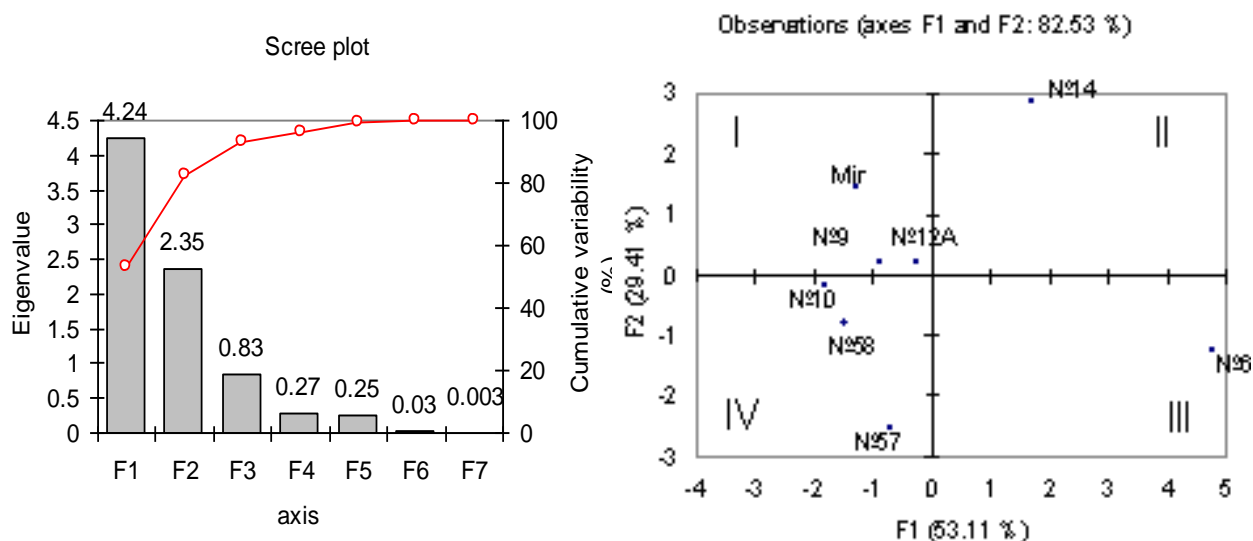 Scree plot
4.24
2.35
0.83
0.27
0.25
0.03
0.003
4.5
4
3.5
3
2.5
2
1.5
1
0.5
0
100
80
60
40
20
0
Eigenvalue
Cumulative variability
(%)
F1 F2 F3 F4 F5 F6 F7
axis
Observations (axes F1 and F2: 82.53 %)
3
2
1
0
-1
-2
-3
F2 (29.41 %)
I
II
III
IV
№14
Mir
№9
№12A
№10
№58
№6
№57
-4 -3 -2 -1 0 1 2 3 4 5
F1 (53.11 %)